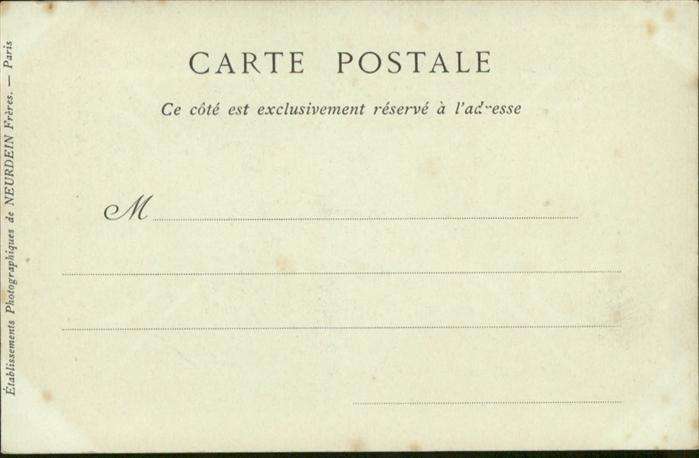 CARTE POSTALE
Ce côté est exclusivement réservé à l'adresse
M
Établissements Photographiques de NEURDEIN Frères. — Paris